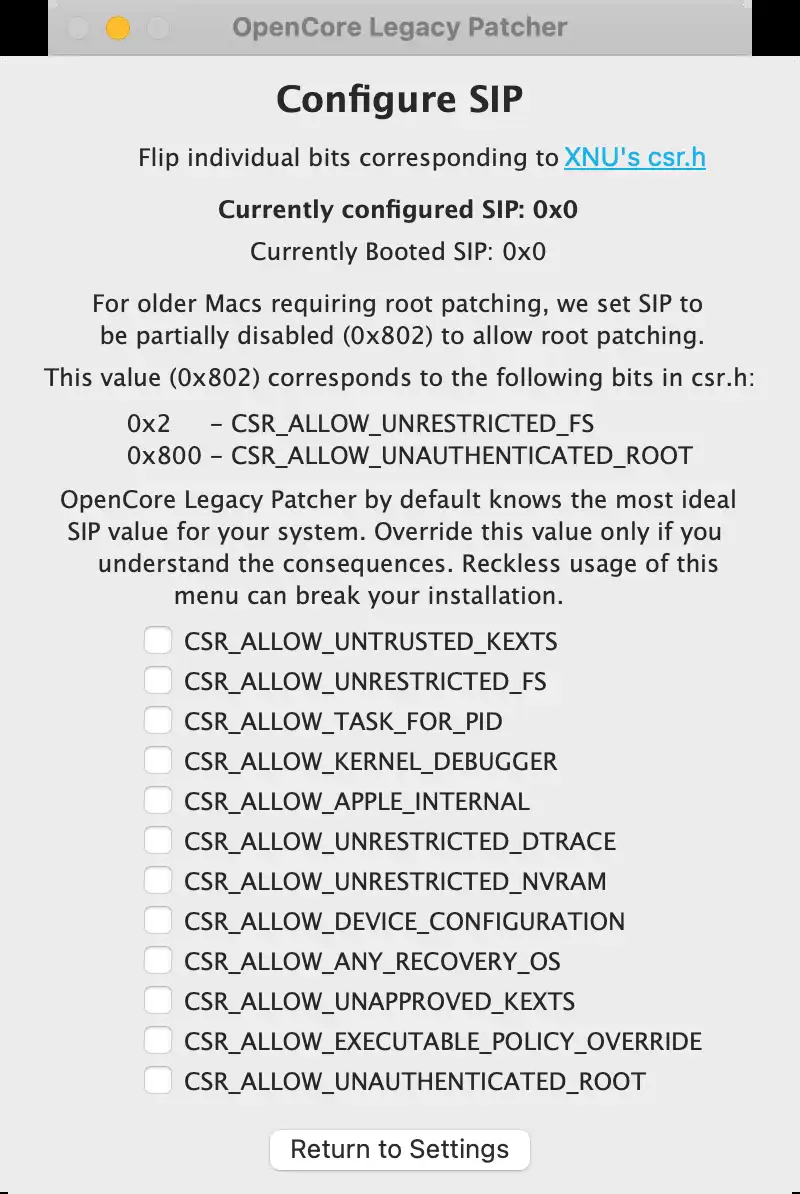 OpenCore Legacy Patcher
Configure SIP
Flip individual bits corresponding to XNU's csr.h
Currently configured SIP: 0x0
Currently Booted SIP: 0x0
For older Macs requiring root patching, we set SIP to
be partially disabled (0x802) to allow root patching.
This value (0x802) corresponds to the following bits in csr.h:
0x2 – CSR_ALLOW_UNRESTRICTED_FS
0x800 – CSR_ALLOW_UNAUTHENTICATED_ROOT
OpenCore Legacy Patcher by default knows the most ideal
SIP value for your system. Override this value only if you
understand the consequences. Reckless usage of this
menu can break your installation.
CSR_ALLOW_UNTRUSTED_KEXTS
CSR_ALLOW_UNRESTRICTED_FS
CSR_ALLOW_TASK_FOR_PID
CSR_ALLOW_KERNEL_DEBUGGER
CSR_ALLOW_APPLE_INTERNAL
CSR_ALLOW_UNRESTRICTED_DTRACE
CSR_ALLOW_UNRESTRICTED_NVRAM
CSR_ALLOW_DEVICE_CONFIGURATION
CSR_ALLOW_ANY_RECOVERY_OS
CSR_ALLOW_UNAPPROVED_KEXTS
CSR_ALLOW_EXECUTABLE_POLICY_OVERRIDE
CSR_ALLOW_UNAUTHENTICATED_ROOT
Return to Settings